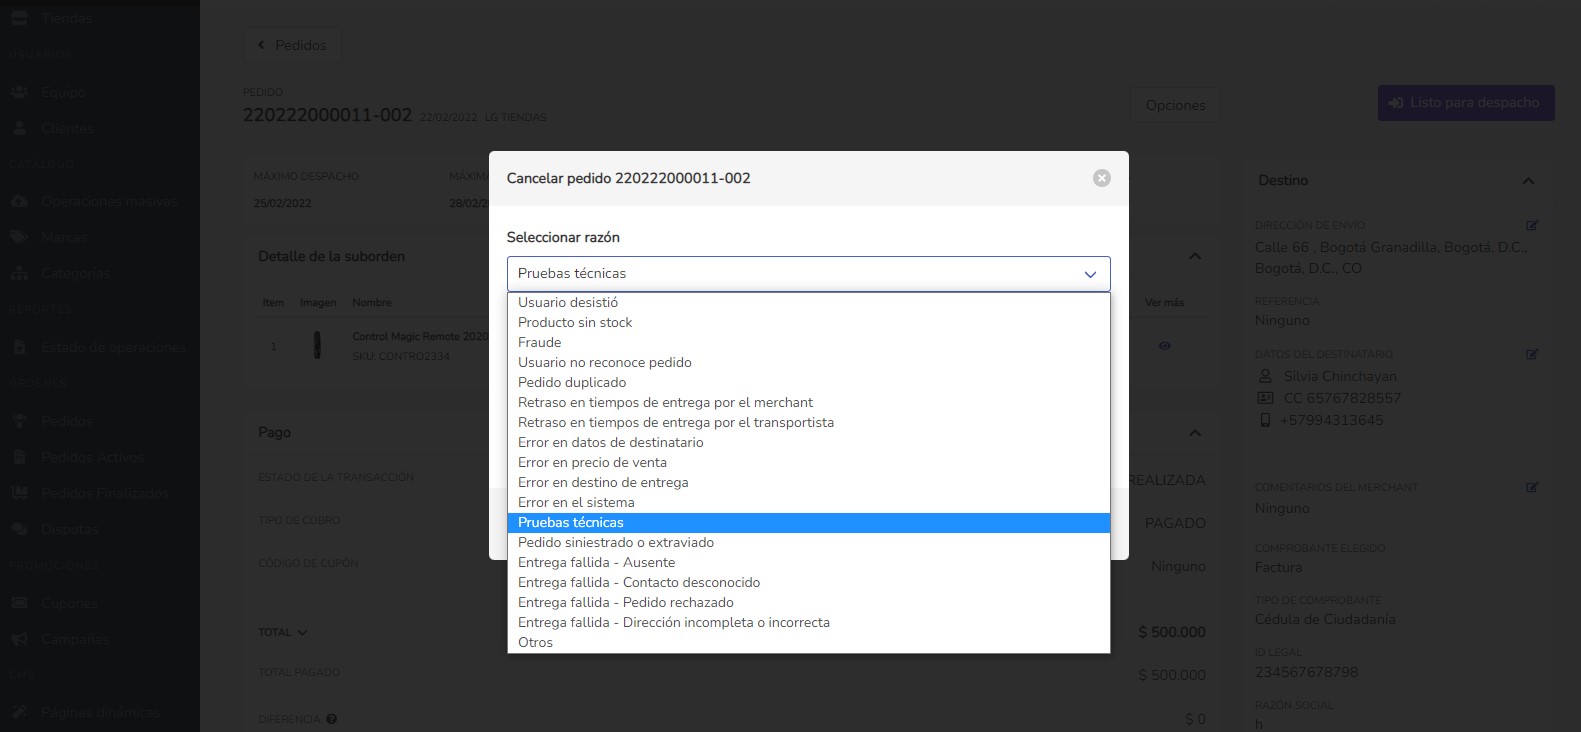 Tiendas
USUARIOS
Equipo
Clientes
CATÁLOGO
Operaciones masivas
Marcas
Categorías
REPORTES
Estado de operaciones
ÓRDENES
Pedidos
Pedidos Activos
Pedidos Finalizados
Disputas
PROMOCIONES
Cupones
Campañas
CMS
Páginas dinámicas
Pedidos
PEDIDO
220222000011-002 22/02/2022 LG TIENDAS
Opciones
Listo para despacho
MÁXIMO DESPACHO
25/02/2022
28/02/2
Detalle de la suborden
Item Imagen Nombre
Ver más
1
Control Magic Remote 2020
SKU: CONTRO2334
Cancelar pedido 220222000011-002
Seleccionar razón
Pruebas técnicas
Usuario desistió
Producto sin stock
Fraude
Usuario no reconoce pedido
Pedido duplicado
Retraso en tiempos de entrega por el merchant
Retraso en tiempos de entrega por el transportista
Error en datos de destinatario
Error en precio de venta
Error en destino de entrega
Error en el sistema
Pruebas técnicas
Pedido siniestrado o extraviado
Entrega fallida - Ausente
Entrega fallida - Contacto desconocido
Entrega fallida - Pedido rechazado
Entrega fallida - Dirección incompleta o incorrecta
Otros
Pago
ESTADO DE LA TRANSACCIÓN
REALIZADA
TIPO DE COBRO
PAGADO
CÓDIGO DE CUPÓN
Ninguno
TOTAL
$ 500.000
TOTAL PAGADO
$ 500.000
DIFERENCIA
$ 0
Destino
DIRECCIÓN DE ENVÍO
Calle 66 , Bogotá Granadilla, Bogotá, D.C.,
Bogotá, D.C., CO
REFERENCIA
Ninguno
DATOS DEL DESTINATARIO
Silvia Chinchayan
CC 65767828557
+57994313645
COMENTARIOS DEL MERCHANT
Ninguno
COMPROBANTE ELEGIDO
Factura
TIPO DE COMPROBANTE
Cédula de Ciudadanía
ID LEGAL
234567678798
RAZÓN SOCIAL
h